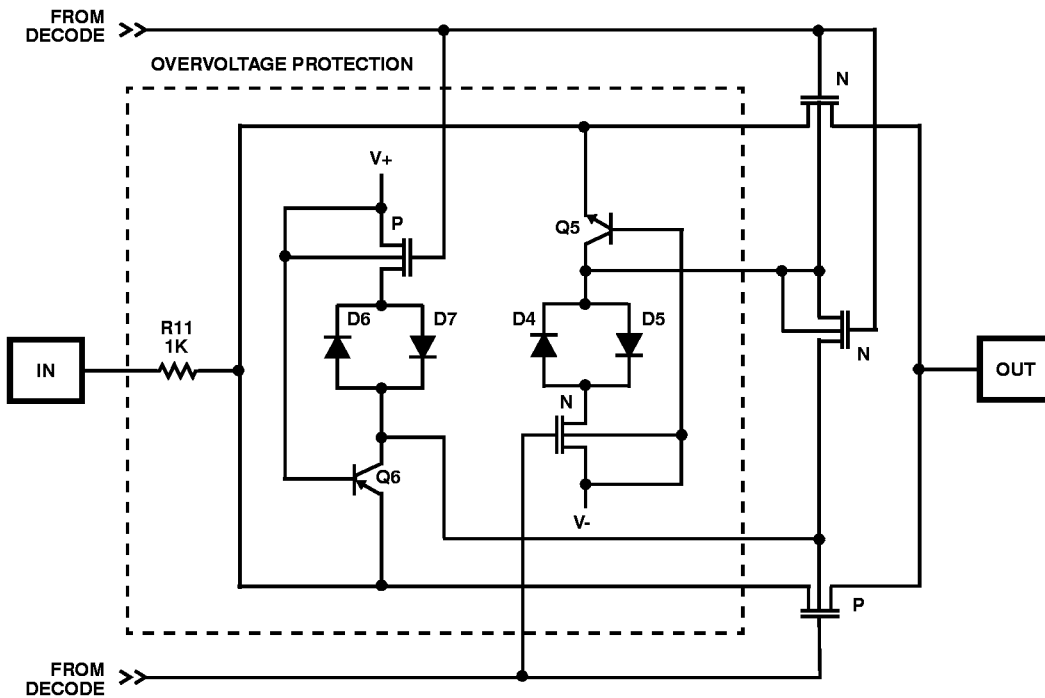 FROM
DECODE
OVERVOLTAGE PROTECTION
N
V+
P
Q5
D6
D7
D4
D5
R11
1K
IN
N
OUT
N
Q6
V-
P
FROM
DECODE